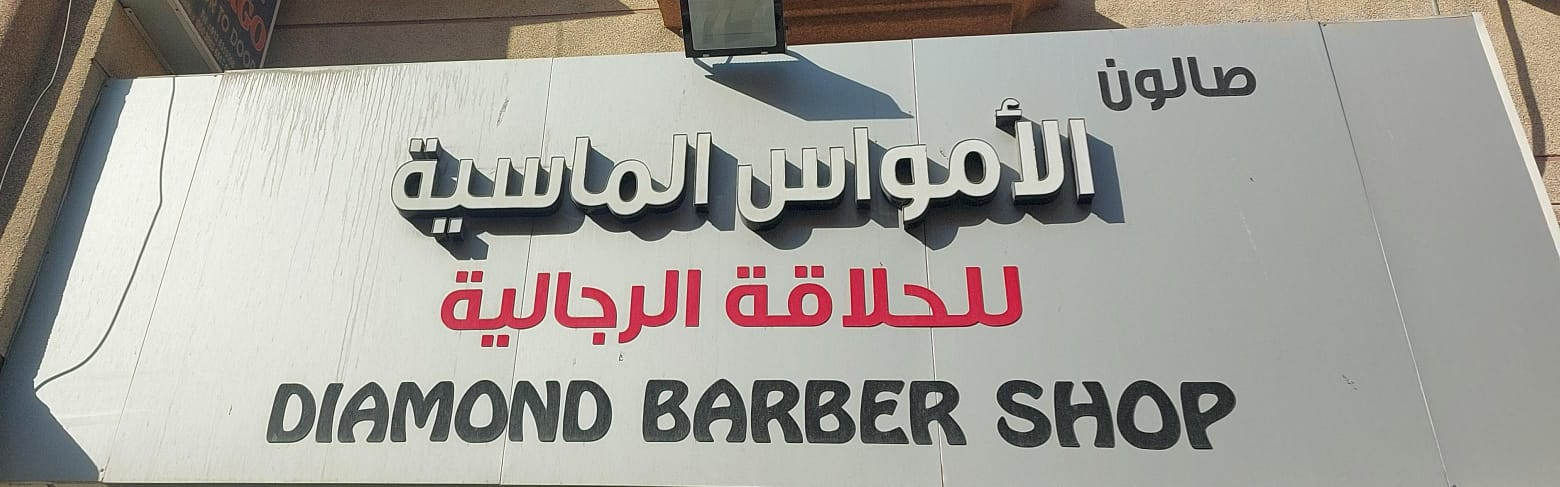 صالون
الأمواس الماسية
للحلاقة الرجالية
DIAMOND BARBER SHOP